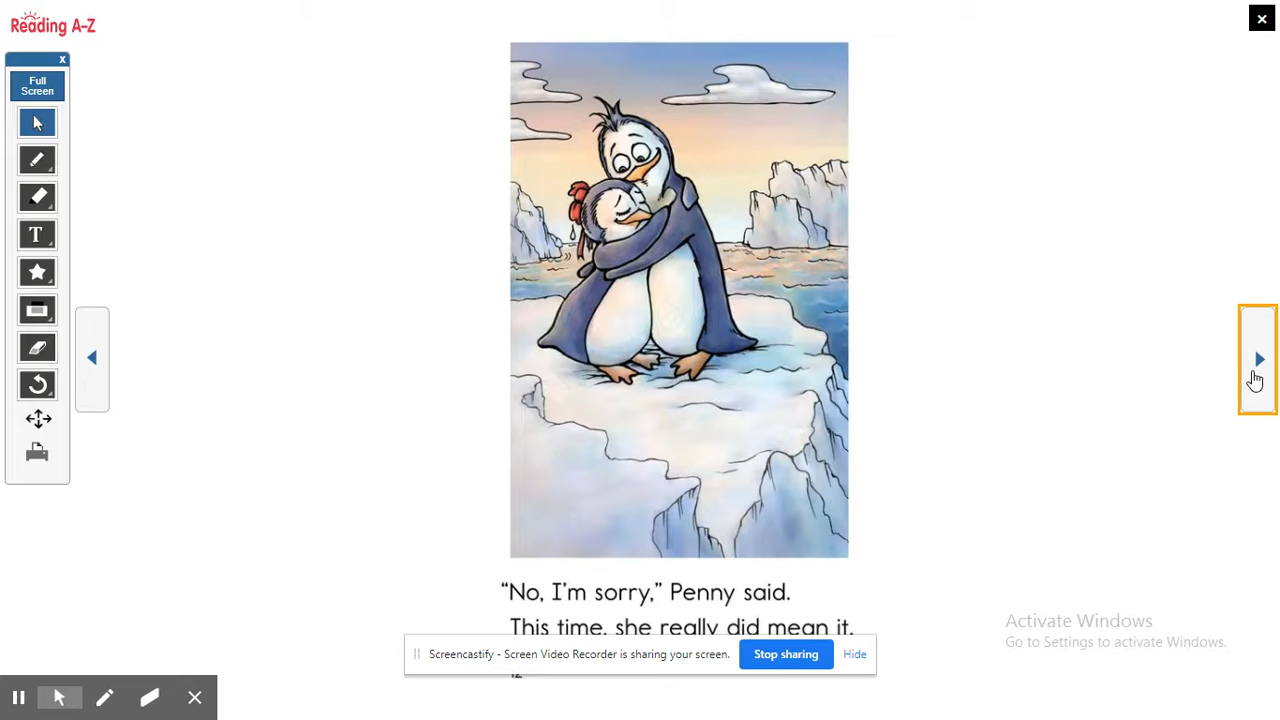 Reading A-Z
x
Full
Screen
T
"No, I'm sorry," Penny said.
This time, she really did mean it.
Screencastify - Screen Video Recorder is sharing your screen.
Stop sharing
Hide
12
Activate Windows
Go to Settings to activate Windows.